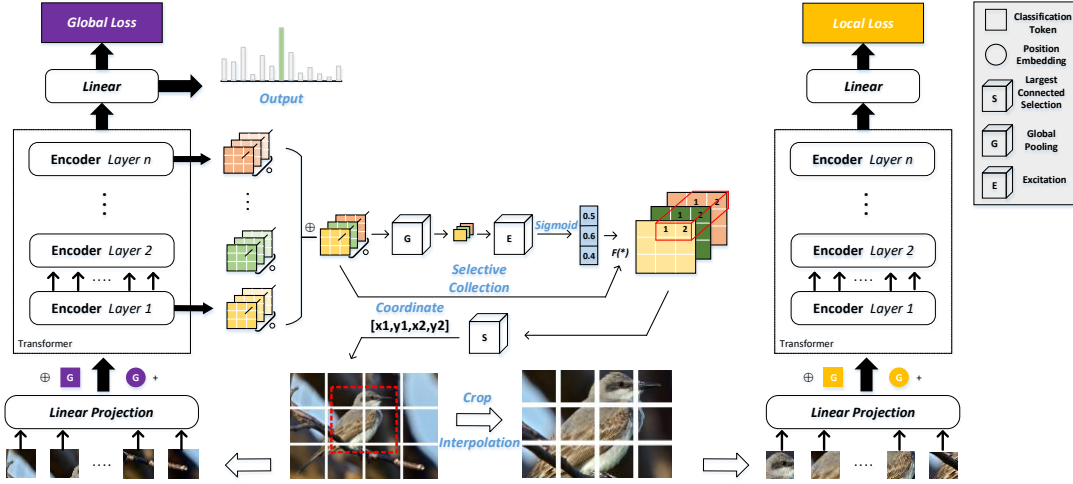 Global Loss
Linear
Output
Encoder Layer n
Encoder Layer 2
Encoder Layer 1
Transformer
⊕ G G +
Linear Projection
⊕
G
E
Sigmoid
0.5
0.6
0.4
F(*)
1 2
1 2
1 2
Selective
Collection
Coordinate
[x1,y1,x2,y2]
S
Crop
Interpolation
Local Loss
Linear
Encoder Layer n
Encoder Layer 2
Encoder Layer 1
Transformer
⊕ G G +
Linear Projection
Classification
Token
Position
Embedding
S
Largest
Connected
Selection
G
Global
Pooling
E
Excitation